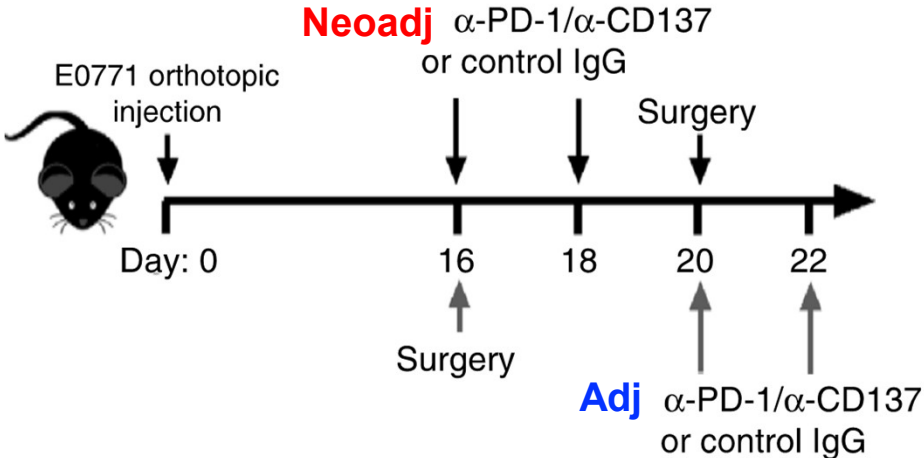 Neoadj α-PD-1/α-CD137
or control IgG
E0771 orthotopic
injection
Surgery
Day: 0 16 18 20 22
Surgery
Adj α-PD-1/α-CD137
or control IgG